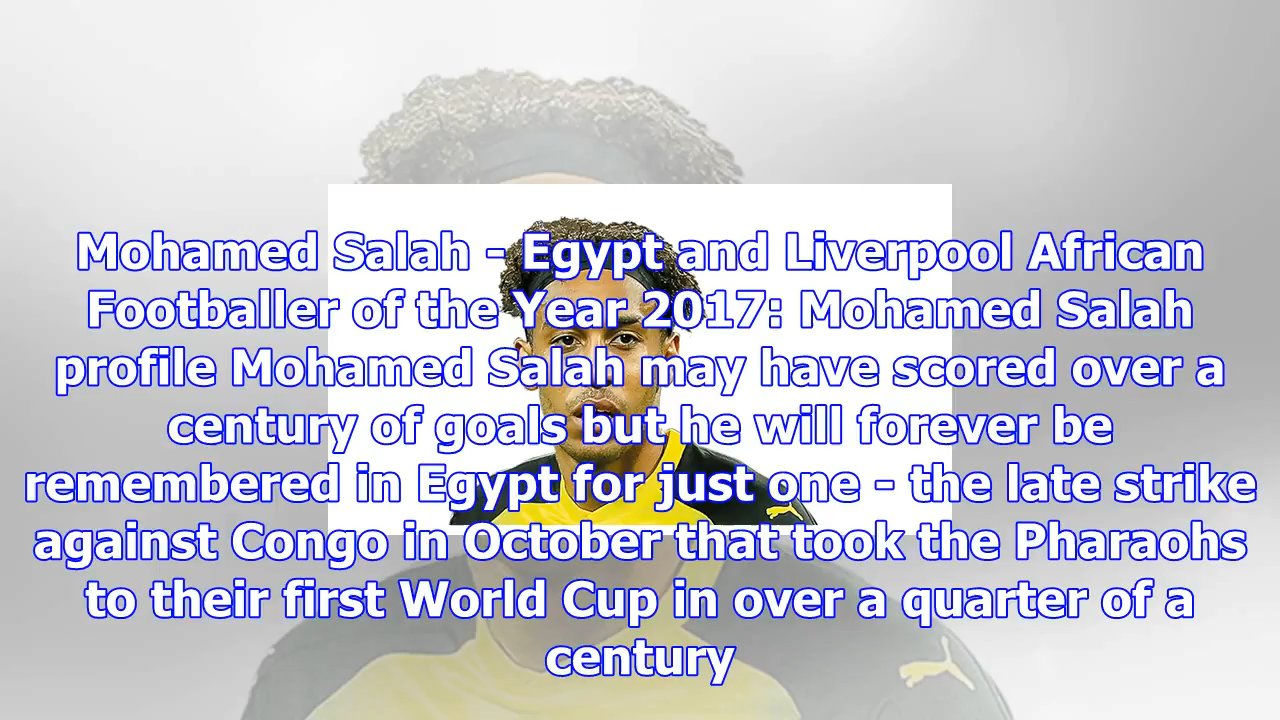 Mohamed Salah - Egypt and Liverpool African
Footballer of the Year 2017: Mohamed Salah
profile Mohamed Salah may have scored over a
century of goals but he will forever be
remembered in Egypt for just one - the late strike
against Congo in October that took the Pharaohs
to their first World Cup in over a quarter of a
century